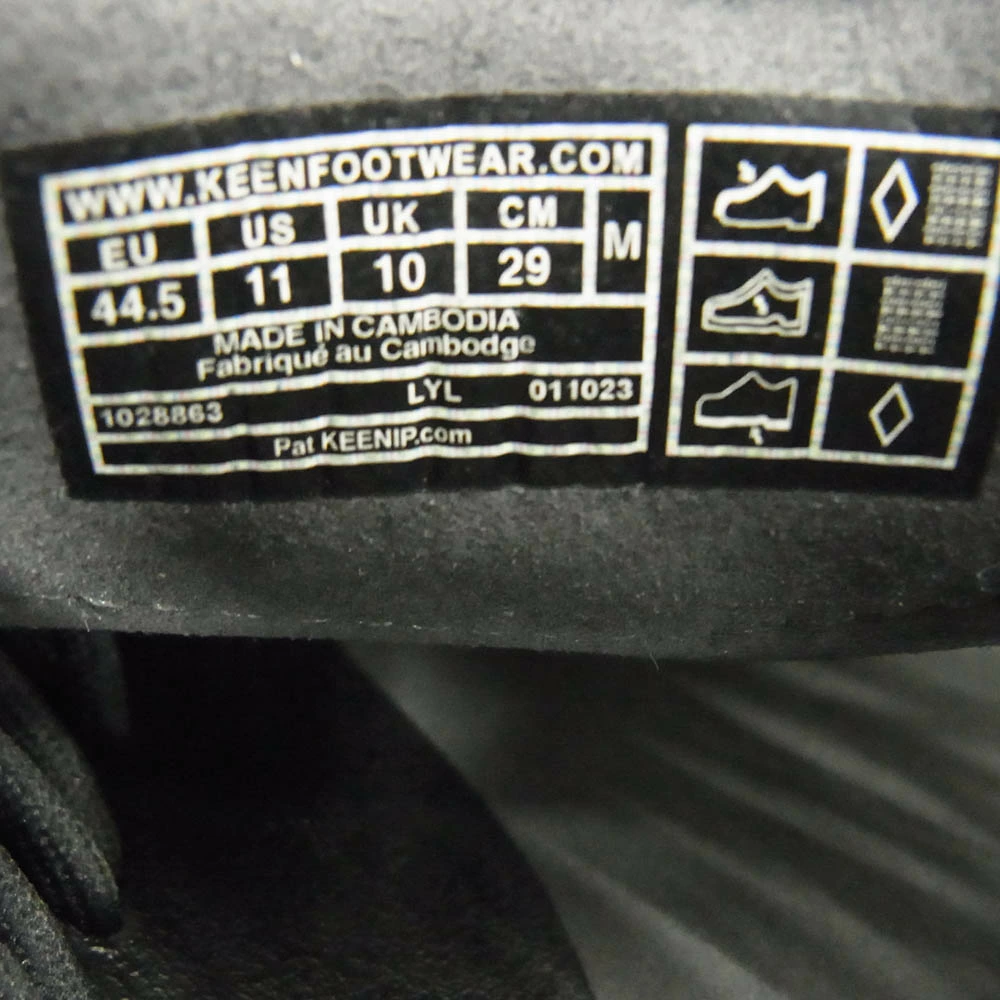 WWW.KEENFOOTWEAR.COM
EU US UK CM M
44.5 11 10 29
MADE IN CAMBODIA
Fabriqué au Cambodge
1028863 LYL 011023
Pat KEENIP.com